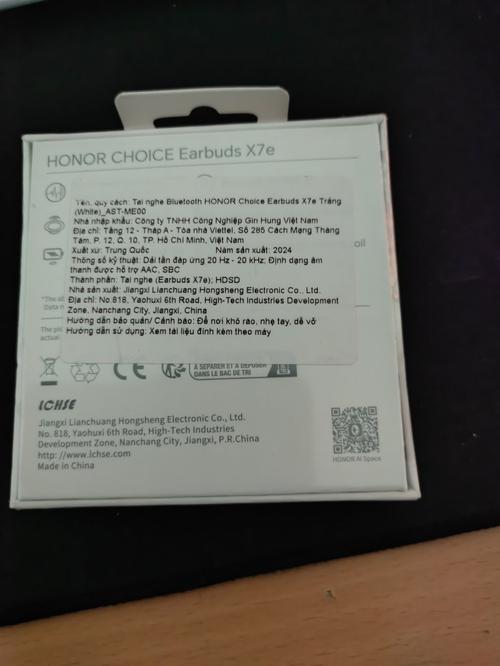 HONOR CHOICE Earbuds X7e
Tên, quy cách: Tai nghe Bluetooth HONOR Choice Earbuds X7e Trắng
(White)_AST-ME00
Nhà nhập khẩu: Công ty TNHH Công Nghiệp Gin Hung Việt Nam
Địa chỉ: Tầng 12 - Tháp A - Tòa nhà Viettel, Số 285 Cách Mạng Tháng
Tám, P. 12, Q. 10, TP. Hồ Chí Minh, Việt Nam
Xuất xứ: Trung Quốc Năm sản xuất: 2024
Thông số kỹ thuật: Dải tần đáp ứng 20 Hz - 20 kHz; Định dạng âm
thanh được hỗ trợ AAC, SBC
Thành phần: Tai nghe (Earbuds X7e); HDSD
Nhà sản xuất: Jiangxi Lianchuang Hongsheng Electronic Co., Ltd.
Địa chỉ: No.818, Yaohuxi 6th Road, High-Tech Industries Development
Zone, Nanchang City, Jiangxi, China
Hướng dẫn bảo quản/ Cảnh báo: Để nơi khô ráo, nhẹ tay, dễ vỡ
Hướng dẫn sử dụng: Xem tài liệu đính kèm theo máy
oil
actual
CE
À SÉPARER ET À DÉPOSER
DANS LE BAC DE TRI
LCHSE
Jiangxi Lianchuang Hongsheng Electronic Co., Ltd.
No. 818, Yaohuxi 6th Road, High-Tech Industries
Development Zone, Nanchang City, Jiangxi, P.R.China
http://www.lchse.com
Made in China
HONOR AI Space